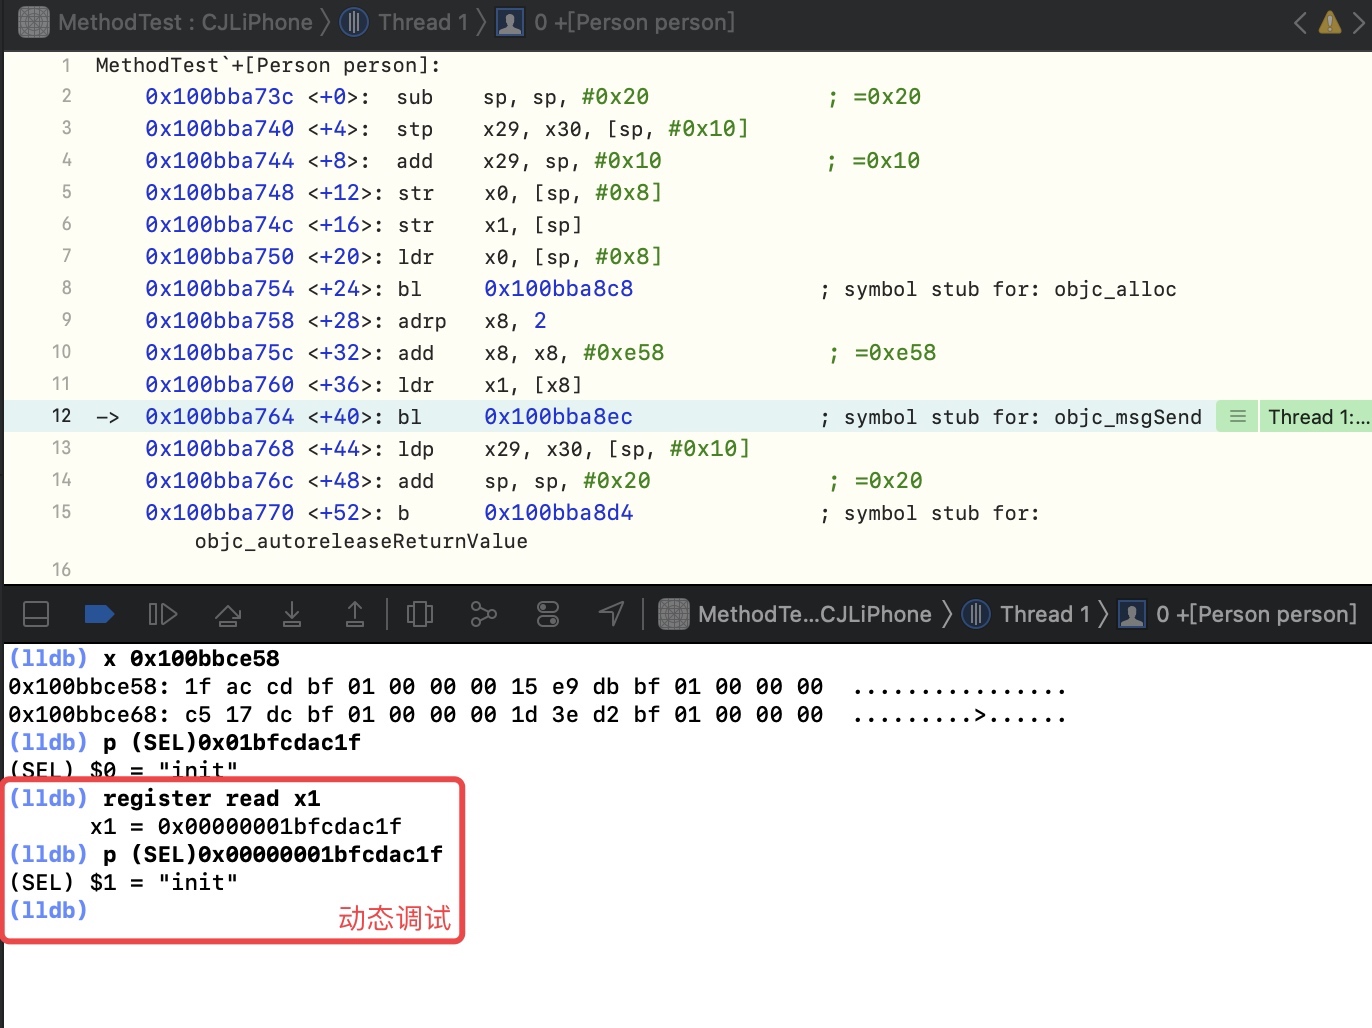 MethodTest : CJLiPhone 〉 Thread 1 〉 0 +[Person person]
1 MethodTest`+[Person person]:
2 0x100bba73c <+0>: sub sp, sp, #0x20 ; =0x20
3 0x100bba740 <+4>: stp x29, x30, [sp, #0x10]
4 0x100bba744 <+8>: add x29, sp, #0x10 ; =0x10
5 0x100bba748 <+12>: str x0, [sp, #0x8]
6 0x100bba74c <+16>: str x1, [sp]
7 0x100bba750 <+20>: ldr x0, [sp, #0x8]
8 0x100bba754 <+24>: bl 0x100bba8c8 ; symbol stub for: objc_alloc
9 0x100bba758 <+28>: adrp x8, 2
10 0x100bba75c <+32>: add x8, x8, #0xe58 ; =0xe58
11 0x100bba760 <+36>: ldr x1, [x8]
12 -> 0x100bba764 <+40>: bl 0x100bba8ec ; symbol stub for: objc_msgSend Thread 1:...
13 0x100bba768 <+44>: ldp x29, x30, [sp, #0x10]
14 0x100bba76c <+48>: add sp, sp, #0x20 ; =0x20
15 0x100bba770 <+52>: b 0x100bba8d4 ; symbol stub for:
objc_autoreleaseReturnValue
16
MethodTe...CJLiPhone 〉 Thread 1 〉 0 +[Person person]
(lldb) x 0x100bbce58
0x100bbce58: 1f ac cd bf 01 00 00 00 15 e9 db bf 01 00 00 00 ................
0x100bbce68: c5 17 dc bf 01 00 00 00 1d 3e d2 bf 01 00 00 00 .........>......
(lldb) p (SEL)0x01bfcdac1f
(SEL) $0 = "init"
(lldb) register read x1
x1 = 0x00000001bfcdac1f
(lldb) p (SEL)0x00000001bfcdac1f
(SEL) $1 = "init"
(lldb)
动态调试